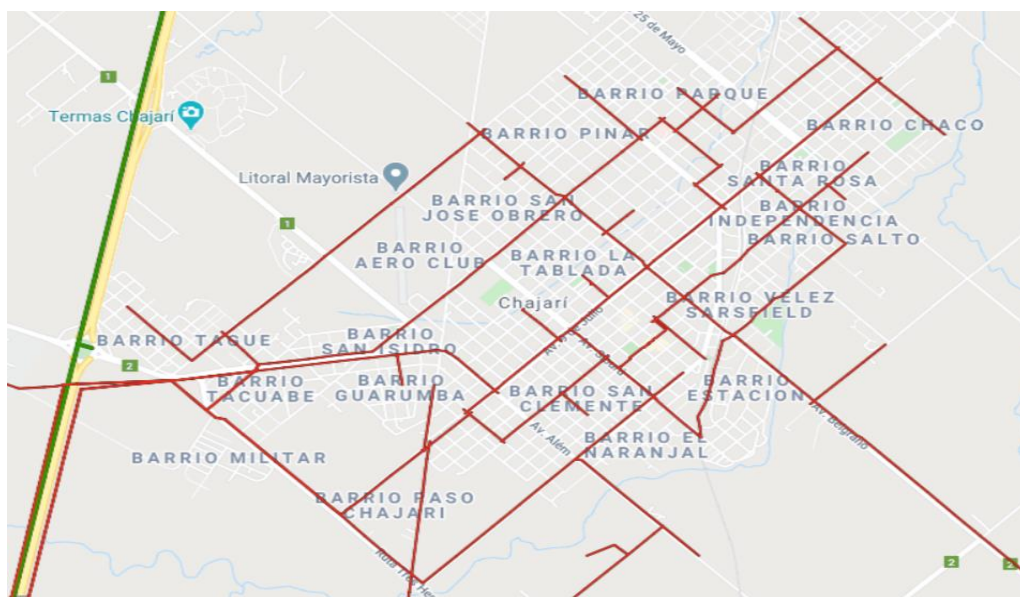 25 de Mayo
1
Termas Chajarí
BARRIO PARQUE
BARRIO PINAR
BARRIO CHACO
Litoral Mayorista
BARRIO
SANTA ROSA
BARRIO SAN
JOSE OBRERO
BARRIO
INDEPENDENCIA
1
BARRIO SALTO
BARRIO
AERO CLUB
BARRIO LA
TABLADA
Chajarí
BARRIO VELEZ
SARSFIELD
BARRIO TAGUE
BARRIO
SAN ISIDRO
2
BARRIO
TACUABE
BARRIO
GUARUMBA
BARRIO SAN
CLEMENTE
BARRIO
ESTACION
Av. Belgrano
Av. Além
BARRIO EL
NARANJAL
BARRIO MILITAR
BARRIO PASO
CHAJARI
2
2